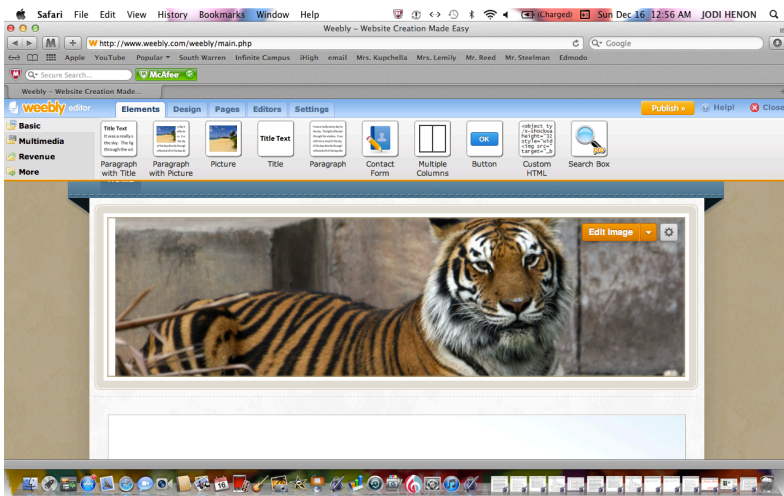 Safari File Edit View History Bookmarks Window Help (Charged) Sun Dec 16 12:56 AM JODI HENON
Weebly – Website Creation Made Easy
W http://www.weebly.com/weebly/main.php Google
Apple YouTube Popular South Warren Infinite Campus iHigh email Mrs. Kupchella Mrs. Lemily Mr. Reed Mr. Steelman Edmodo
Secure Search... McAfee
Weebly – Website Creation Made...
weebly editor Elements Design Pages Editors Settings Publish » Help! Close
Basic
Multimedia
Revenue
More
Title Text
Title Text
OK
Paragraph with Title
Paragraph with Picture
Picture
Title
Paragraph
Contact Form
Multiple Columns
Button
Custom HTML
Search Box
Edit Image